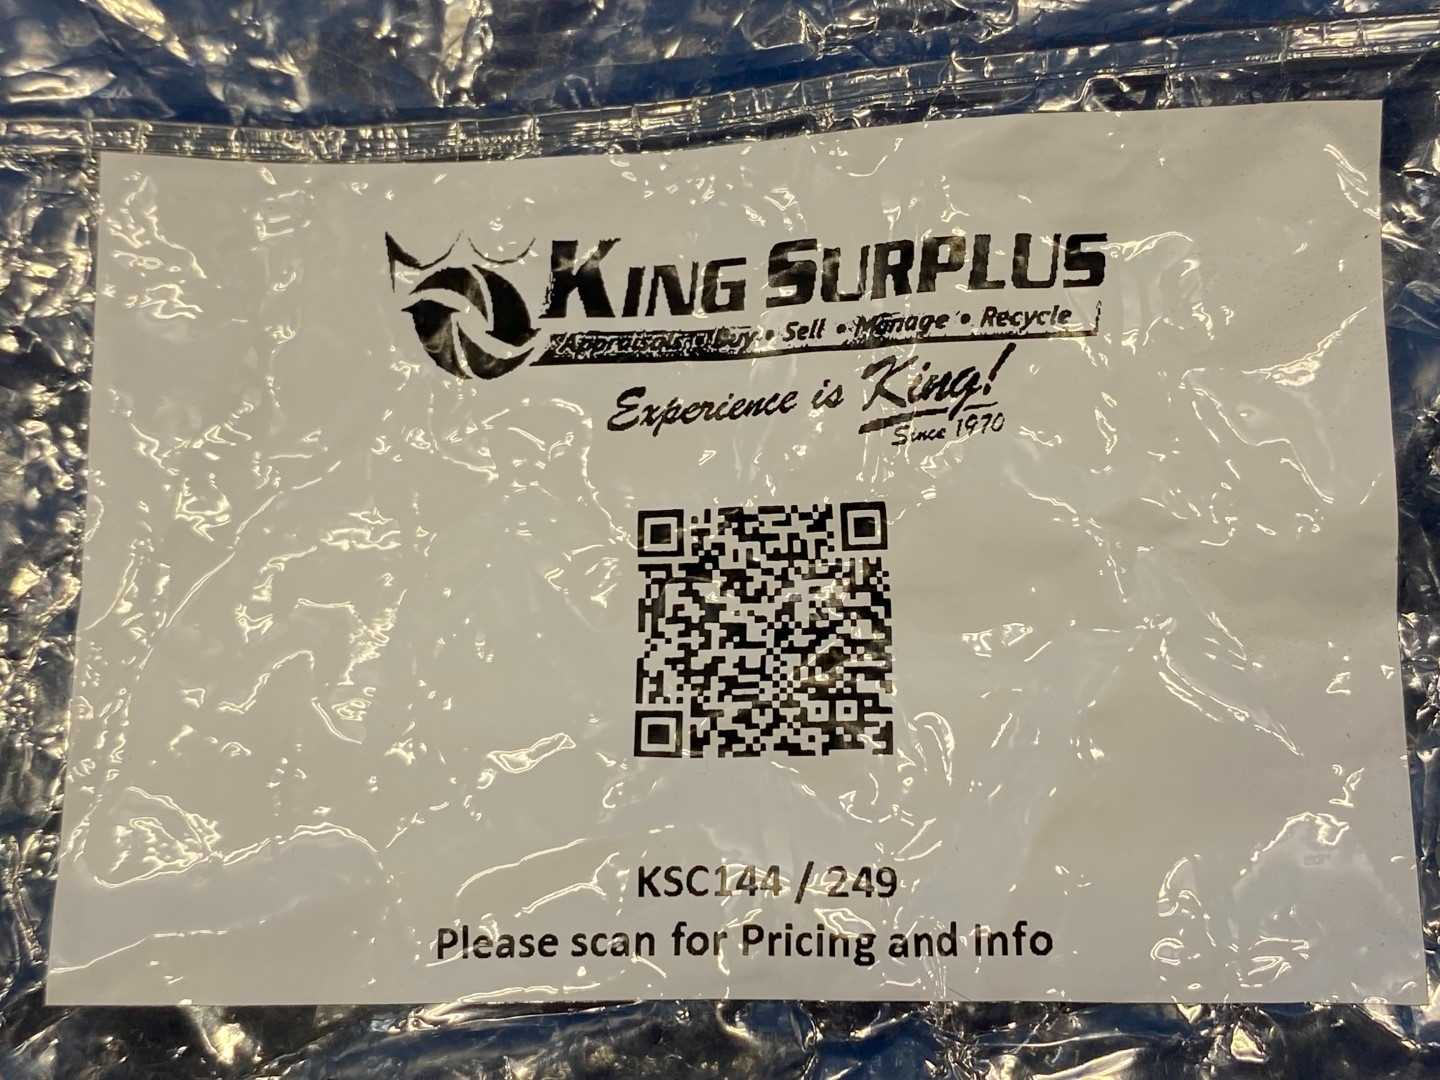 KING SURPLUS
Appraisals • Buy • Sell • Manage • Recycle
Experience is King!
Since 1970
KSC144 / 249
Please scan for Pricing and Info